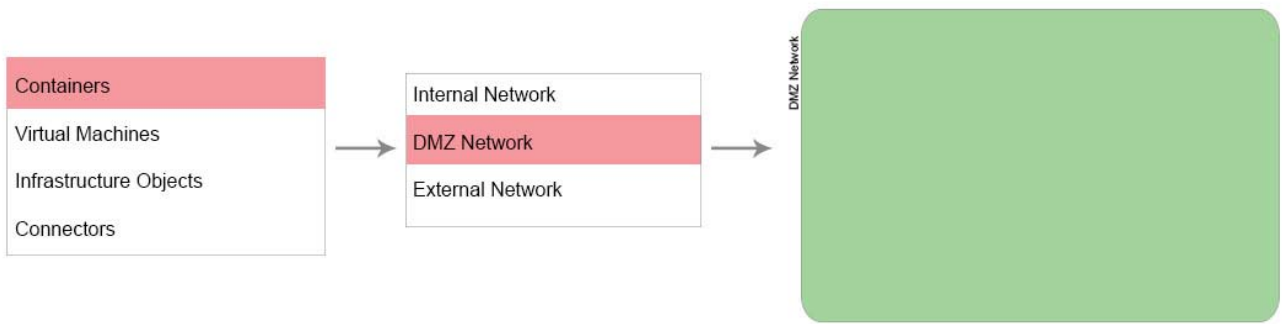 Containers
Virtual Machines
Infrastructure Objects
Connectors
Internal Network
DMZ Network
External Network
DMZ Network